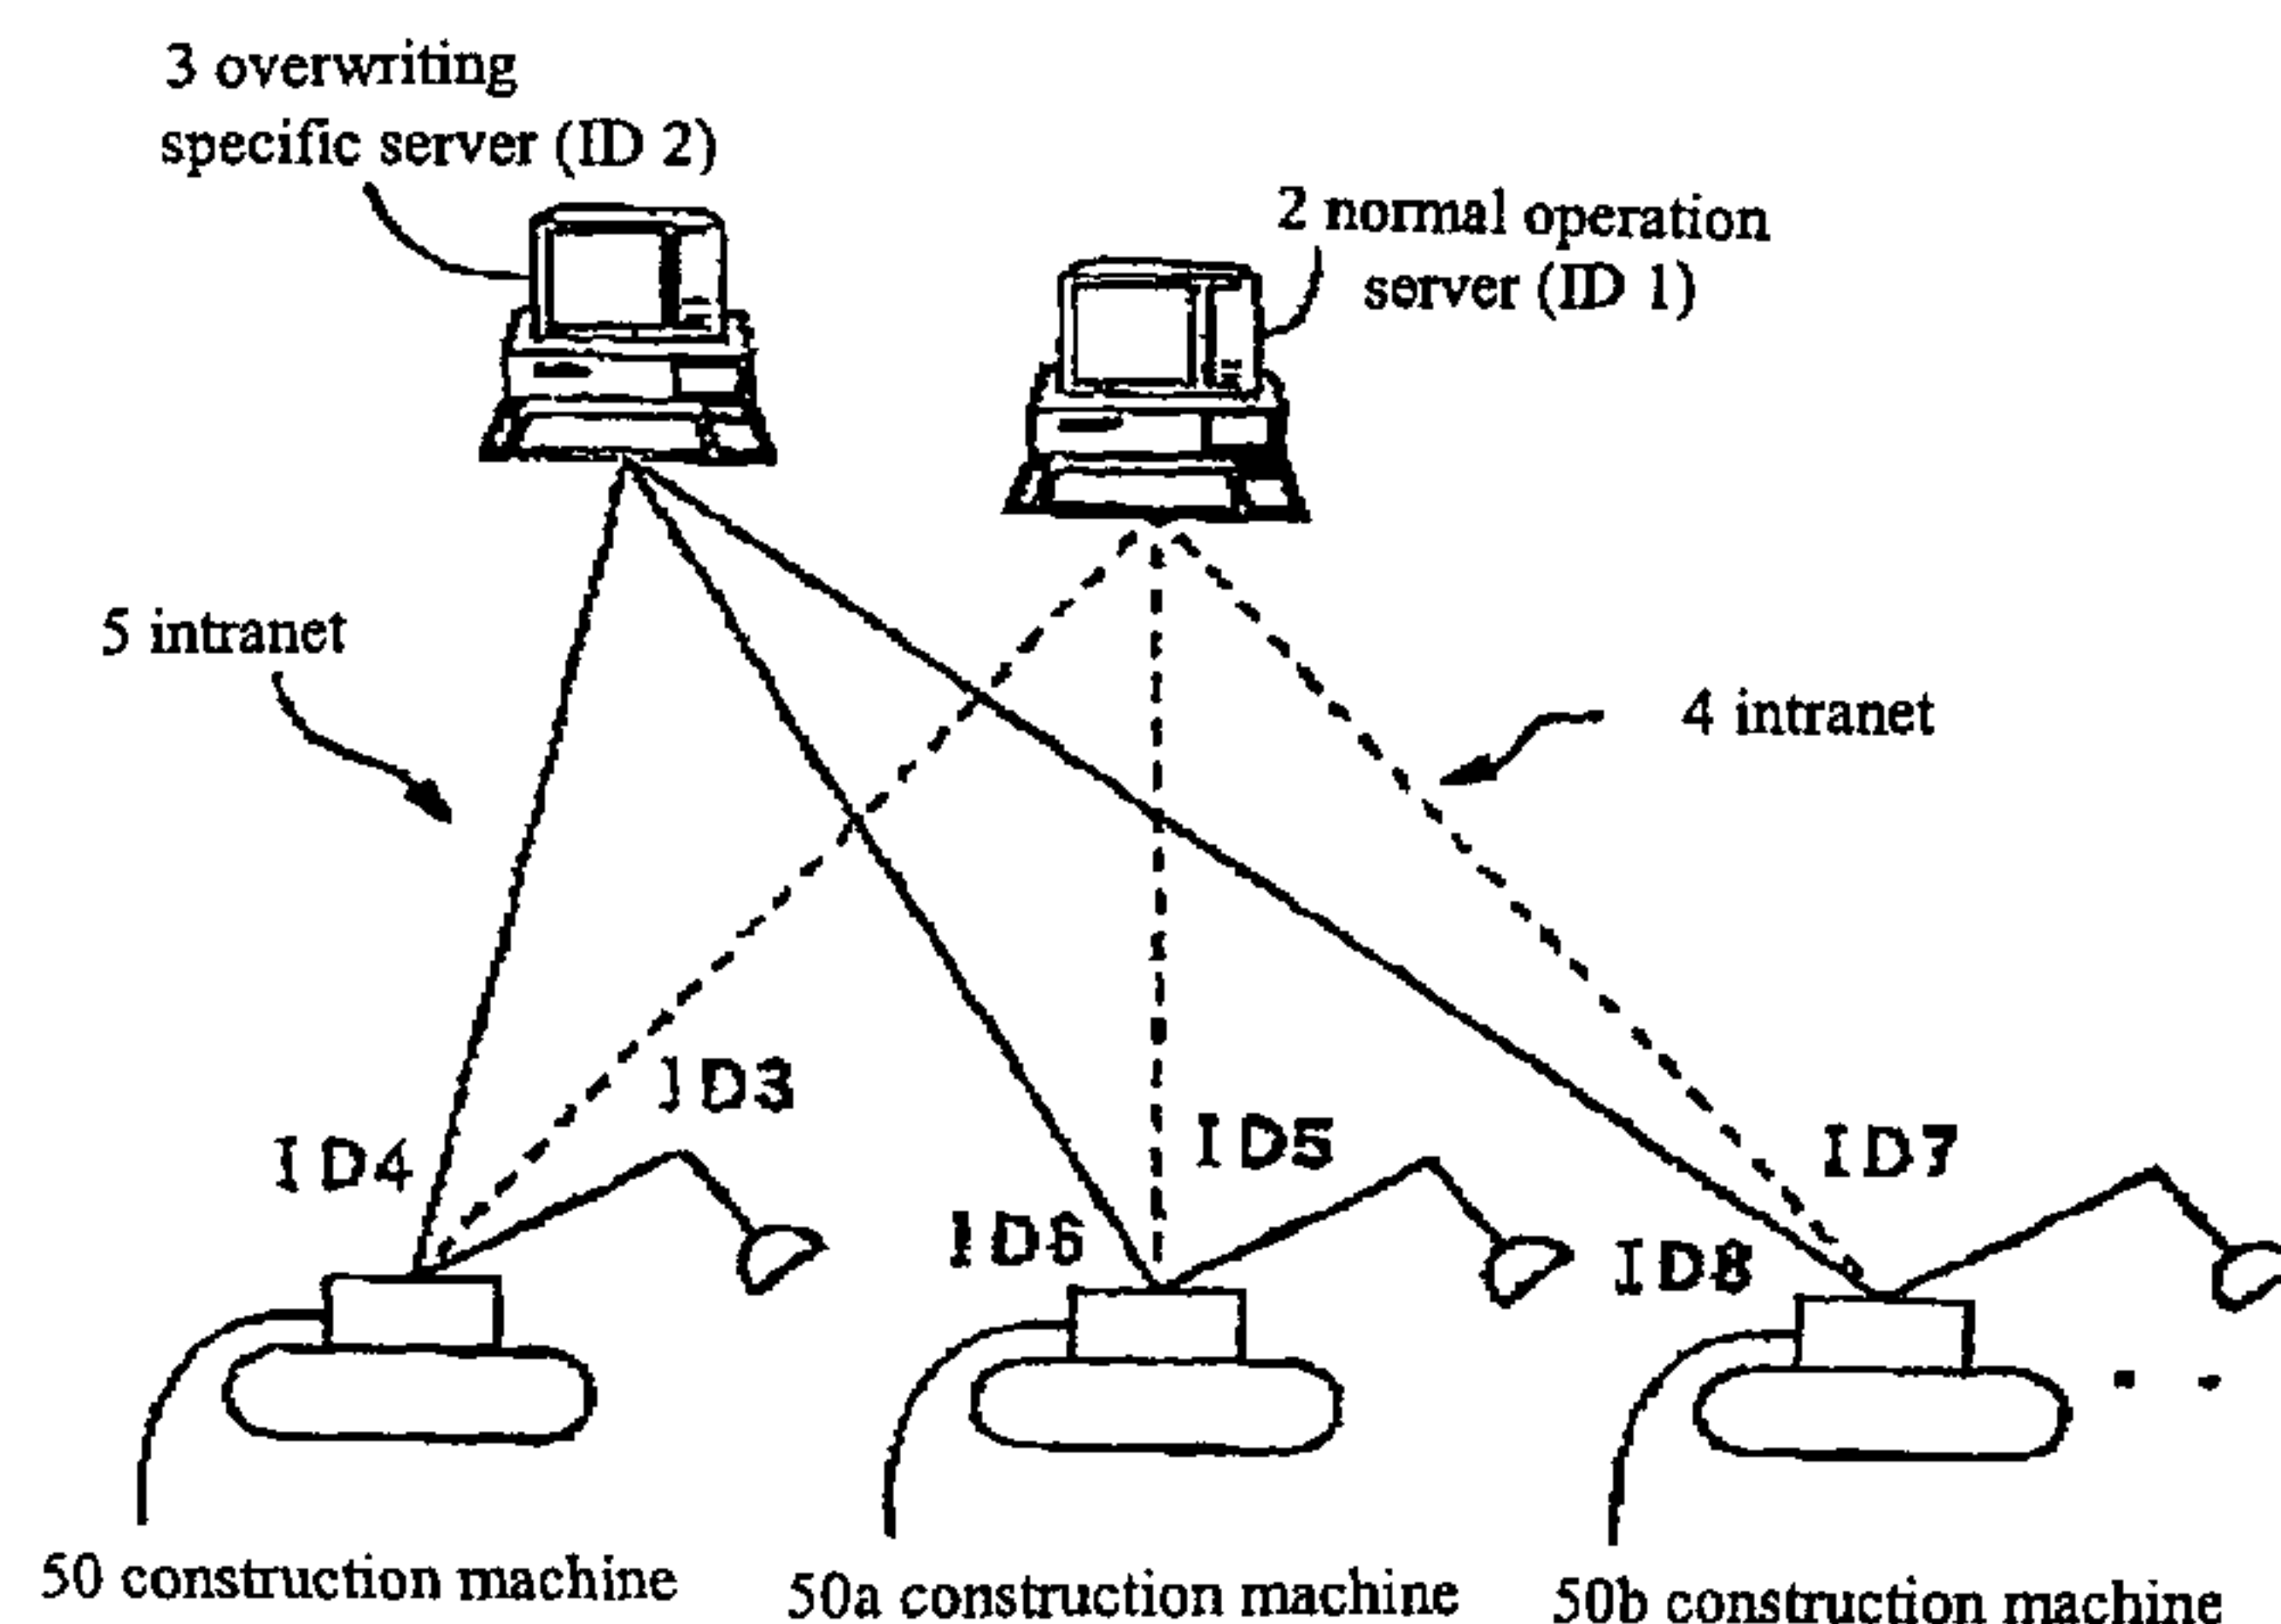 3 overwriting
specific server (ID 2)
2 normal operation
server (ID 1)
5 intranet
4 intranet
ID3
ID4
ID5
ID7
ID6
ID8
50 construction machine
50a construction machine
50b construction machine